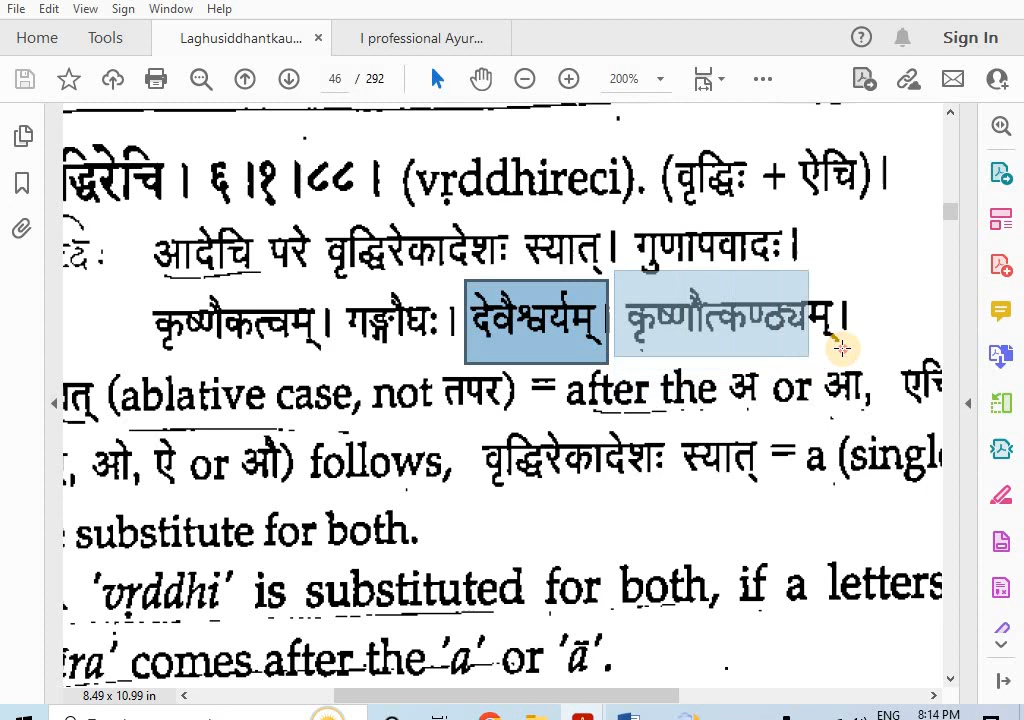 File Edit View Sign Window Help
Home Tools Laghusiddhantkau... × I professional Ayur... ? Sign In
46 / 292 200%
द्धिरेचि । ६ ।१ ।८८ । (vṛddhireci). (वृद्धिः + ऐचि) ।
आदेचि परे वृद्धिरेकादेशः स्यात् । गुणापवादः ।
कृष्णैकत्वम् । गङ्गौघः । देवैश्वर्यम् । कृष्णौत्कण्ठ्यम् ।
त् (ablative case, not तपर) = after the अ or आ, एचि
, ओ, ऐ or औ) follows, वृद्धिरेकादेशः स्यात् = a (singl
substitute for both.
'vṛddhi' is substituted for both, if a letters
ra' comes after the 'a' or 'ā'.
8.49 x 10.99 in
ENG 8:14 PM